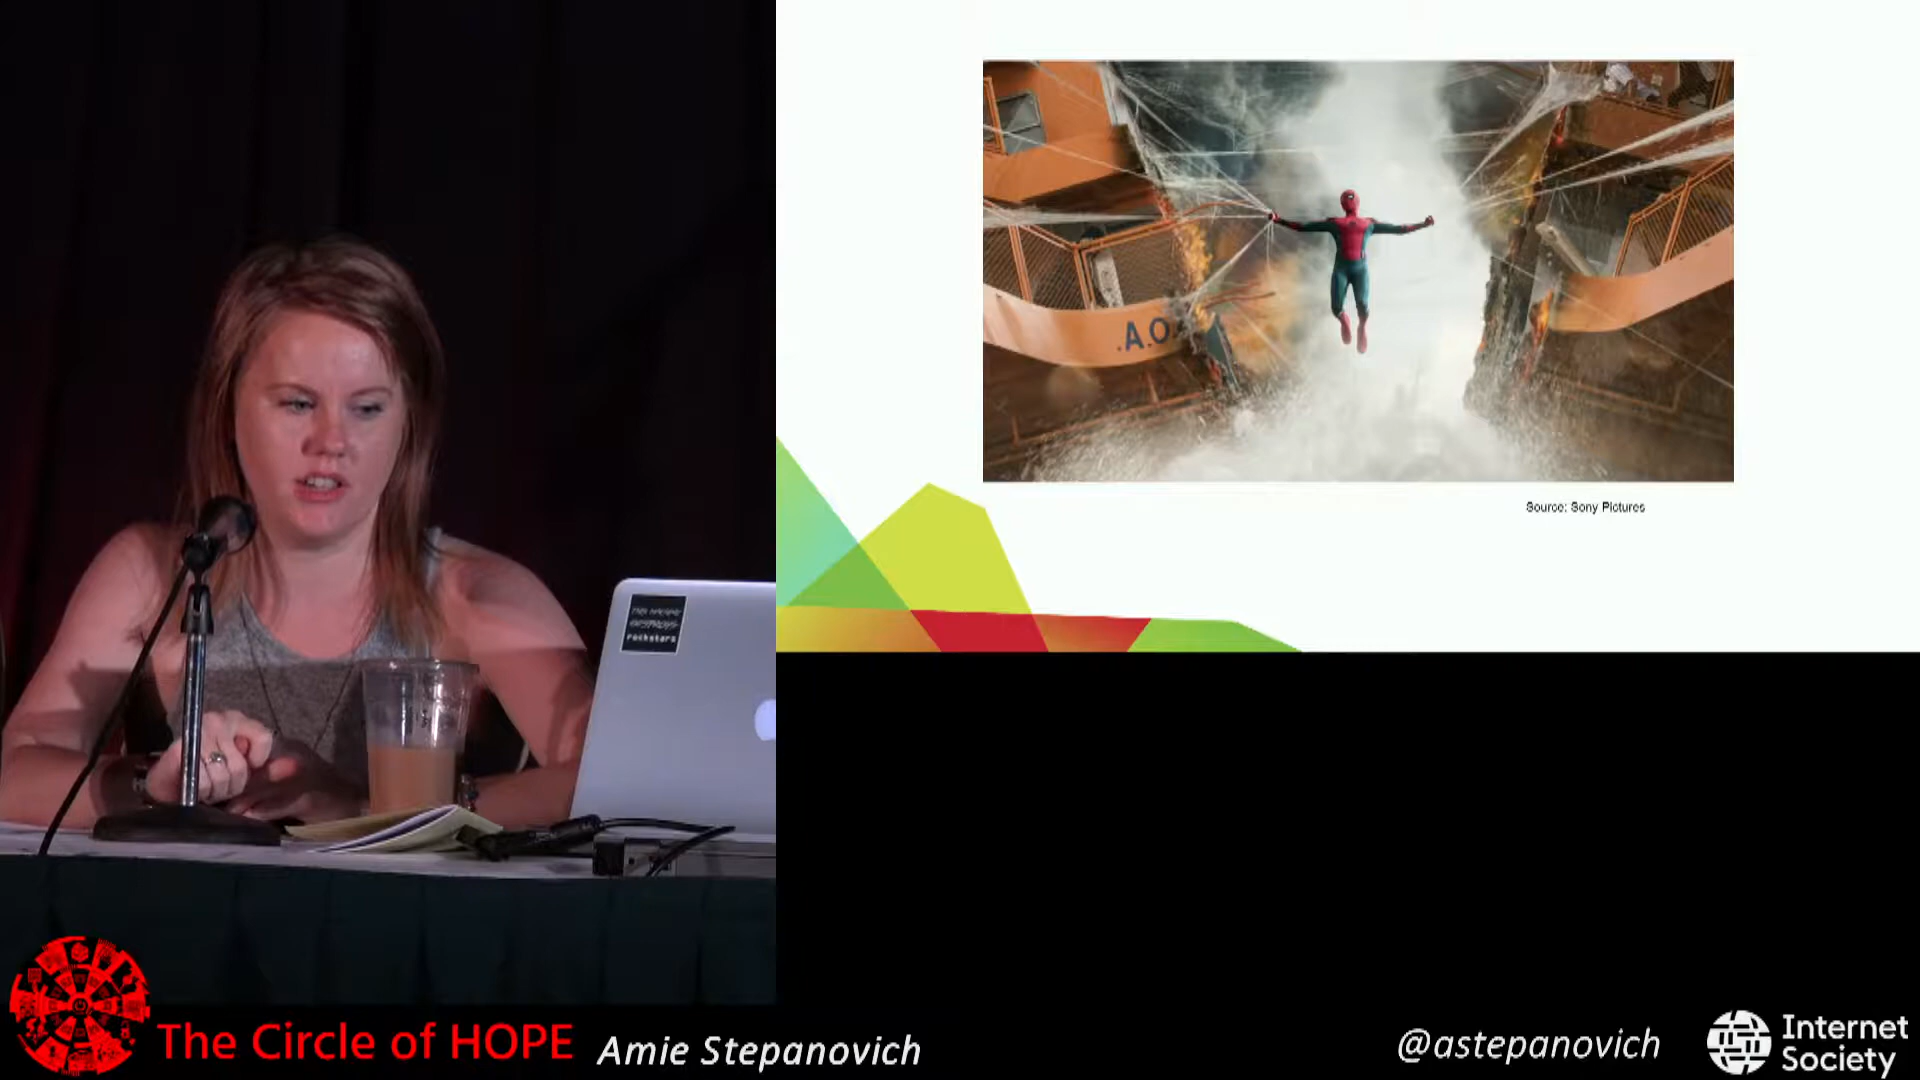 .A.O
Source: Sony Pictures
rockstars
The Circle of HOPE
Amie Stepanovich
@astepanovich
Internet
Society